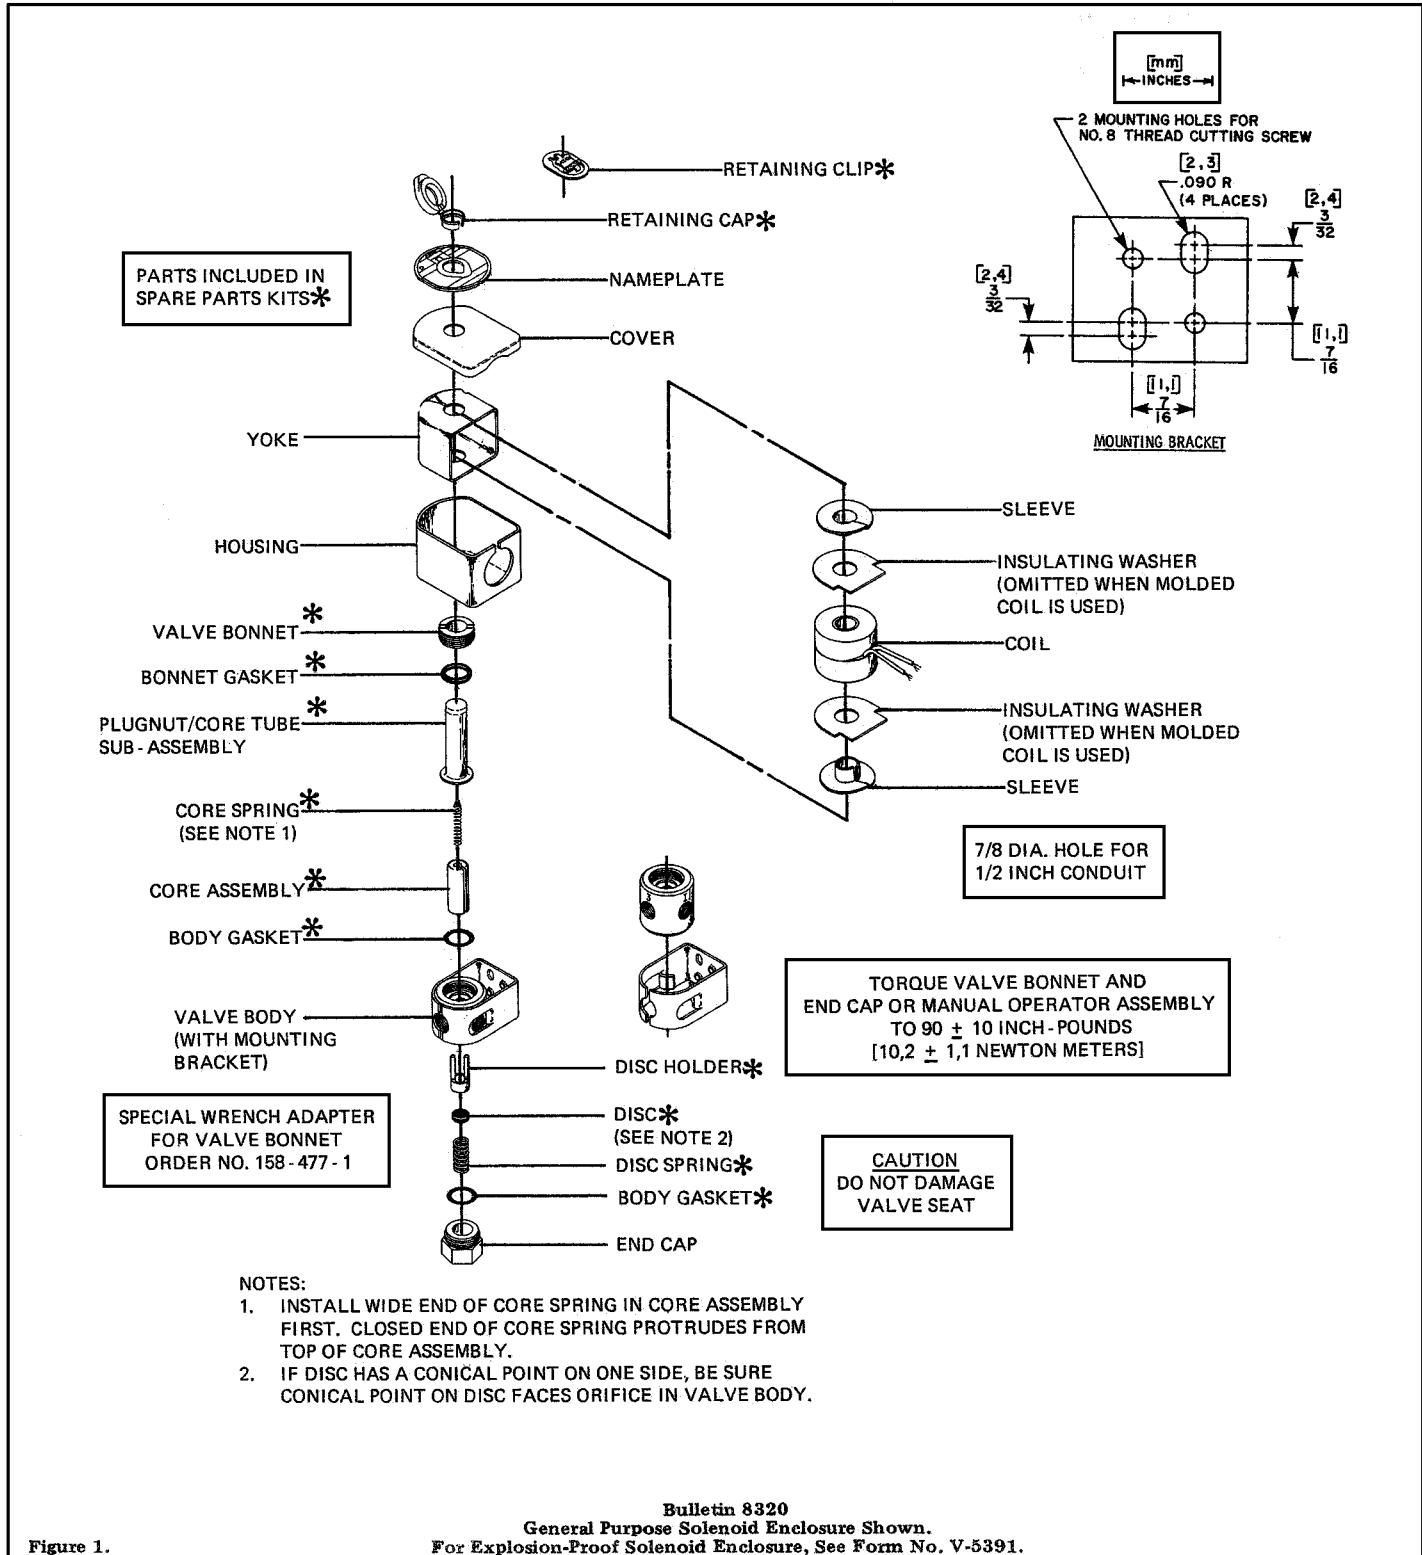 [mm]
INCHES
2 MOUNTING HOLES FOR
NO. 8 THREAD CUTTING SCREW
[2,3]
.090 R
(4 PLACES)
[2,4]
3
32
[2,4]
3
32
[11,1]
7
16
[11,1]
7
16
MOUNTING BRACKET
RETAINING CLIP*
RETAINING CAP*
PARTS INCLUDED IN
SPARE PARTS KITS*
NAMEPLATE
COVER
YOKE
HOUSING
VALVE BONNET*
BONNET GASKET*
PLUGNUT/CORE TUBE*
SUB-ASSEMBLY
CORE SPRING*
(SEE NOTE 1)
CORE ASSEMBLY*
BODY GASKET*
VALVE BODY
(WITH MOUNTING
BRACKET)
SLEEVE
INSULATING WASHER
(OMITTED WHEN MOLDED
COIL IS USED)
COIL
INSULATING WASHER
(OMITTED WHEN MOLDED
COIL IS USED)
SLEEVE
7/8 DIA. HOLE FOR
1/2 INCH CONDUIT
TORQUE VALVE BONNET AND
END CAP OR MANUAL OPERATOR ASSEMBLY
TO 90 ± 10 INCH-POUNDS
[10,2 ± 1,1 NEWTON METERS]
DISC HOLDER*
DISC*
(SEE NOTE 2)
DISC SPRING*
BODY GASKET*
END CAP
SPECIAL WRENCH ADAPTER
FOR VALVE BONNET
ORDER NO. 158-477-1
CAUTION
DO NOT DAMAGE
VALVE SEAT
NOTES:
1. INSTALL WIDE END OF CORE SPRING IN CORE ASSEMBLY
FIRST. CLOSED END OF CORE SPRING PROTRUDES FROM
TOP OF CORE ASSEMBLY.
2. IF DISC HAS A CONICAL POINT ON ONE SIDE, BE SURE
CONICAL POINT ON DISC FACES ORIFICE IN VALVE BODY.
Bulletin 8320
General Purpose Solenoid Enclosure Shown.
Figure 1. For Explosion-Proof Solenoid Enclosure, See Form No. V-5391.